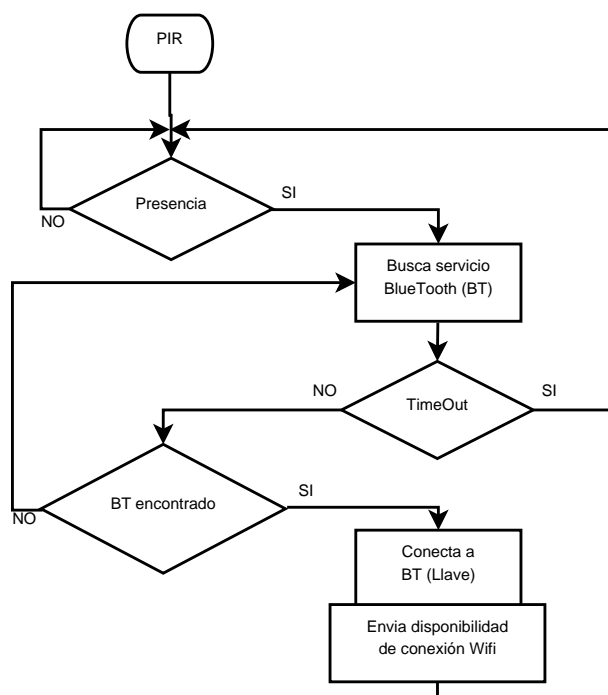 PIR
Presencia
SI
NO
Busca servicio
BlueTooth (BT)
NO
SI
TimeOut
BT encontrado
SI
NO
Conecta a
BT (Llave)
Envia disponibilidad
de conexión Wifi